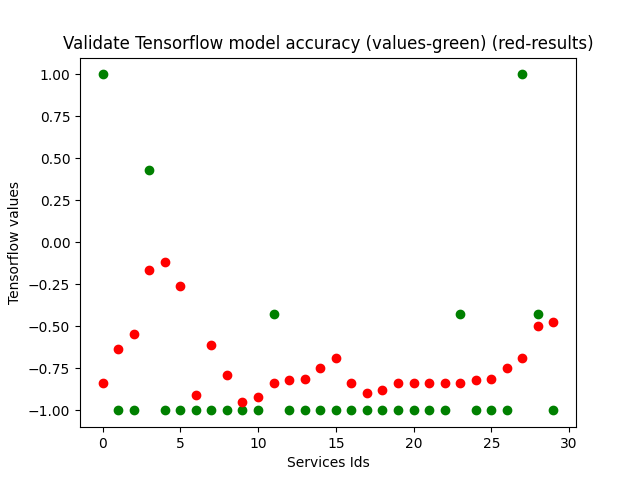 Validate Tensorflow model accuracy (values-green) (red-results)
1.00
0.75
0.50
0.25
0.00
−0.25
−0.50
−0.75
−1.00
Tensorflow values
0 5 10 15 20 25 30
Services Ids